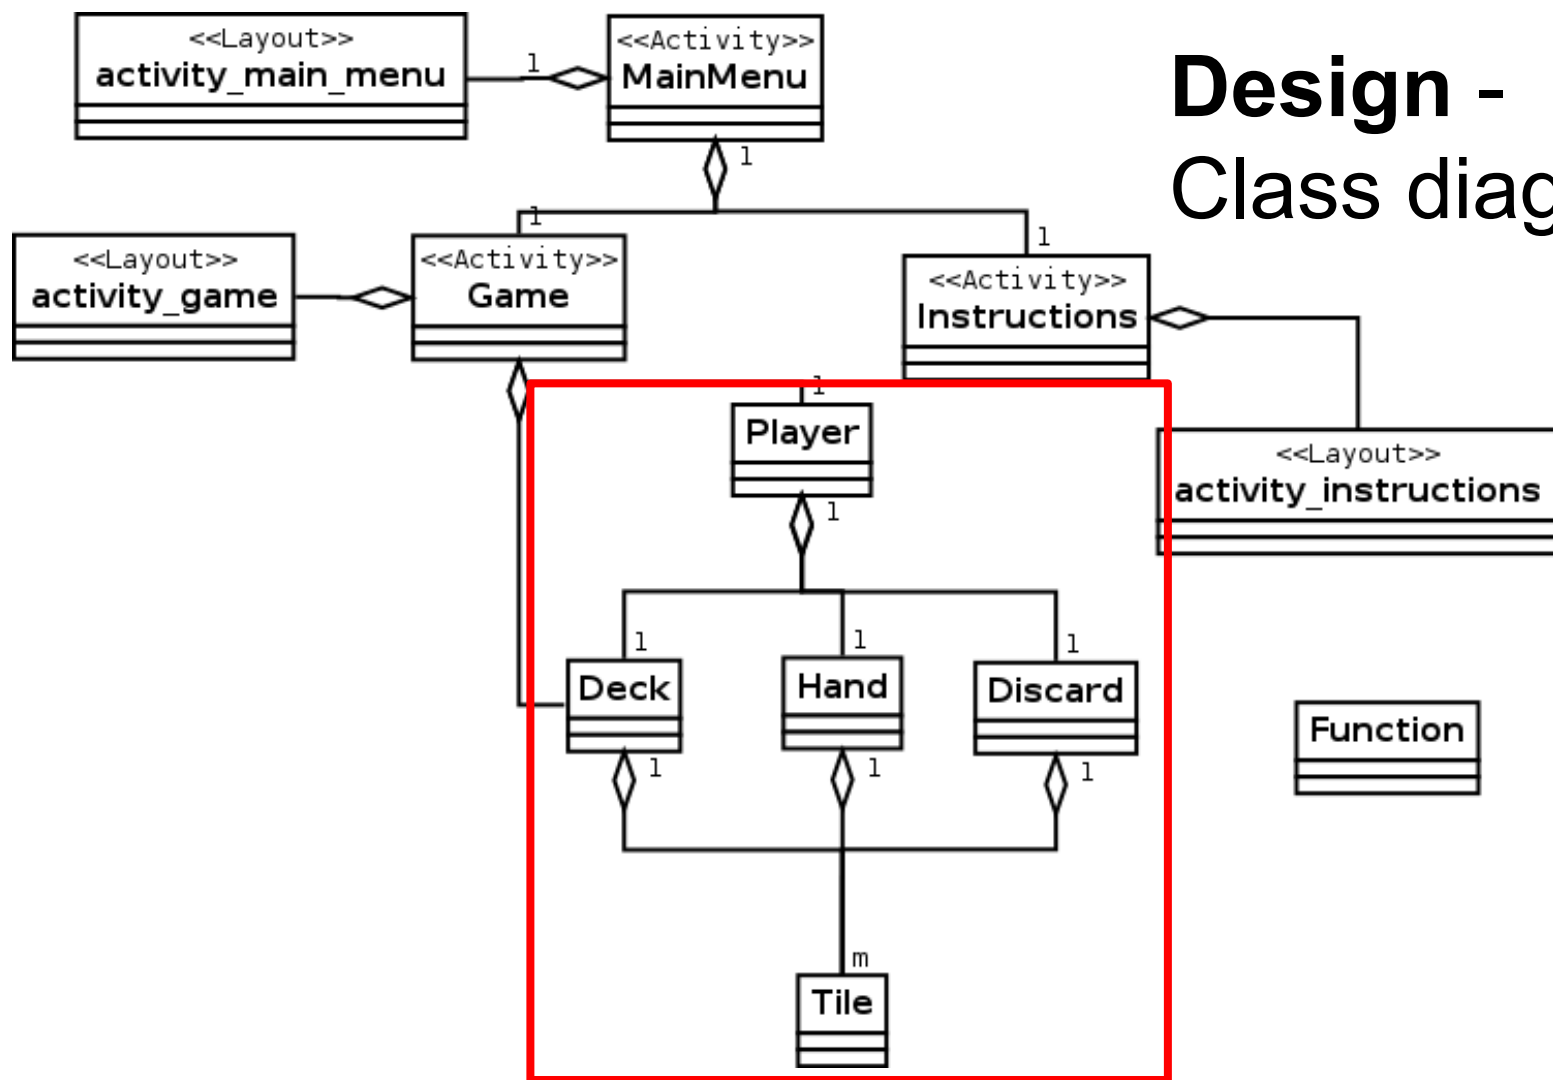 <<Layout>>
activity_main_menu
1
<<Activity>>
MainMenu
1
Design -
Class diag
1
1
<<Layout>>
activity_game
<<Activity>>
Game
<<Activity>>
Instructions
1
Player
1
<<Layout>>
activity_instructions
1
1
1
Deck
Hand
Discard
Function
1
1
1
m
Tile